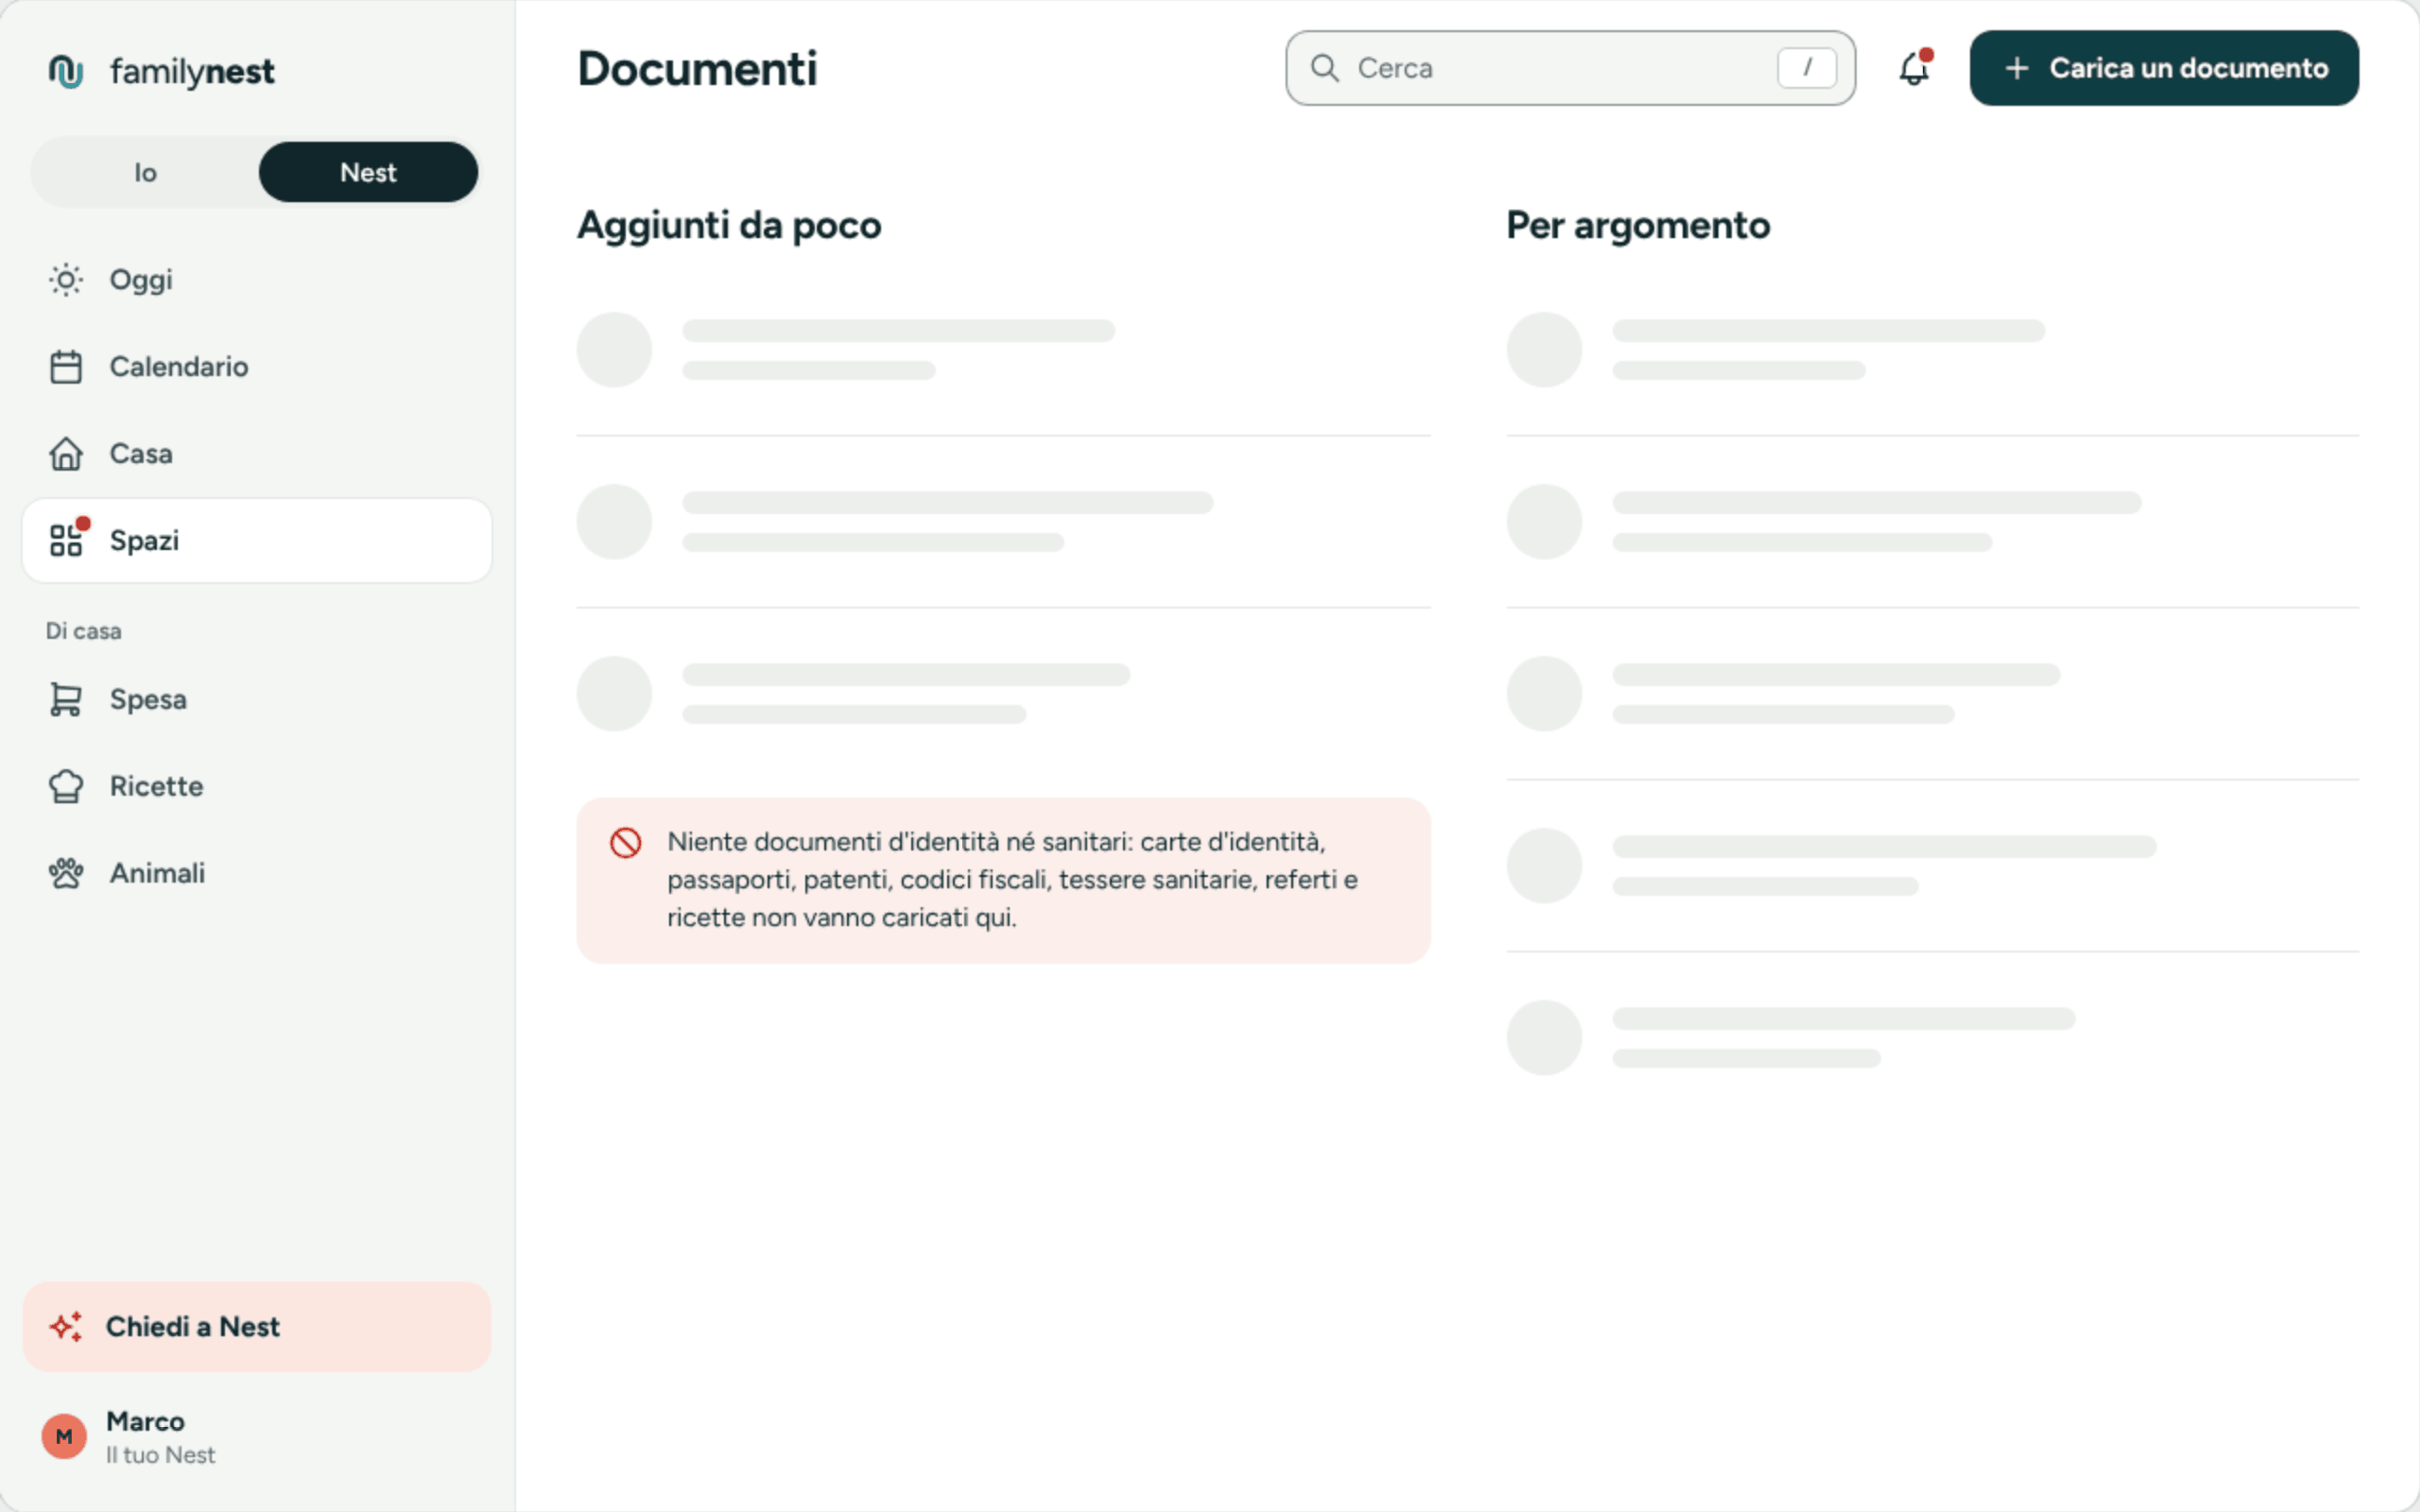 familynest
Io
Nest
Oggi
Calendario
Casa
Spazi
Di casa
Spesa
Ricette
Animali
Chiedi a Nest
M
Marco
Il tuo Nest
Documenti
Cerca
/
Carica un documento
Aggiunti da poco
Niente documenti d'identità né sanitari: carte d'identità,
passaporti, patenti, codici fiscali, tessere sanitarie, referti e
ricette non vanno caricati qui.
Per argomento